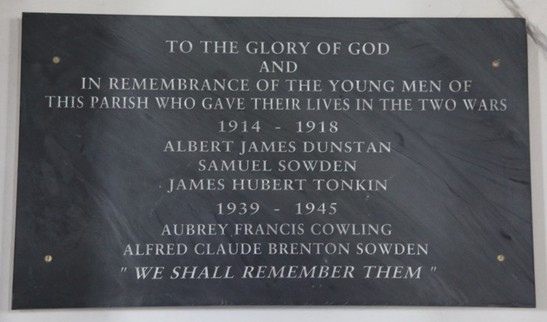 TO THE GLORY OF GOD
AND
IN REMEMBRANCE OF THE YOUNG MEN OF
THIS PARISH WHO GAVE THEIR LIVES IN THE TWO WARS
1914 - 1918
ALBERT JAMES DUNSTAN
SAMUEL SOWDEN
JAMES HUBERT TONKIN
1939 - 1945
AUBREY FRANCIS COWLING
ALFRED CLAUDE BRENTON SOWDEN
" WE SHALL REMEMBER THEM "